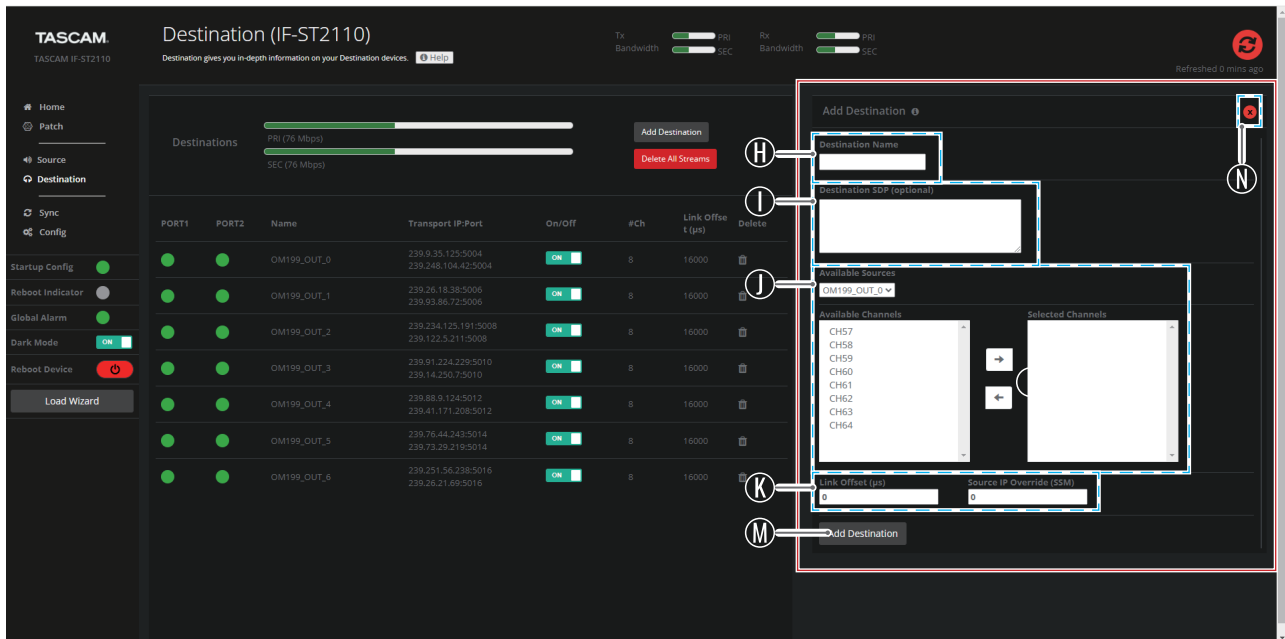 TASCAM
TASCAM IF-ST2110
Destination (IF-ST2110)
Destination gives you in-depth information on your Destination devices. Help
Tx Bandwidth PRI SEC
Rx Bandwidth PRI SEC
Refreshed 0 mins ago
Home
Patch
Source
Destination
Sync
Config
Startup Config
Reboot Indicator
Global Alarm
Dark Mode ON
Reboot Device
Load Wizard
Destinations
PRI (76 Mbps)
SEC (76 Mbps)
Add Destination
Delete All Streams
PORT1 PORT2 Name Transport IP:Port On/Off #Ch Link Offse
t (μs) Delete
OM199_OUT_0 239.9.35.125:5004 ON 8 16000
239.248.104.42:5004
OM199_OUT_1 239.26.18.38:5006 ON 8 16000
239.93.86.72:5006
OM199_OUT_2 239.234.125.191:5008 ON 8 16000
239.122.5.211:5008
OM199_OUT_3 239.91.224.229:5010 ON 8 16000
239.14.250.7:5010
OM199_OUT_4 239.88.9.124:5012 ON 8 16000
239.41.171.208:5012
OM199_OUT_5 239.76.44.243:5014 ON 8 16000
239.73.29.219:5014
OM199_OUT_6 239.251.56.238:5016 ON 8 16000
239.26.21.69:5016
Add Destination
N
H
Destination Name
I
Destination SDP (optional)
J
Available Sources
OM199_OUT_0
Available Channels
Selected Channels
CH57
CH58
CH59
CH60
CH61
CH62
CH63
CH64
K
Link Offset (μs) Source IP Override (SSM)
0 0
M
Add Destination